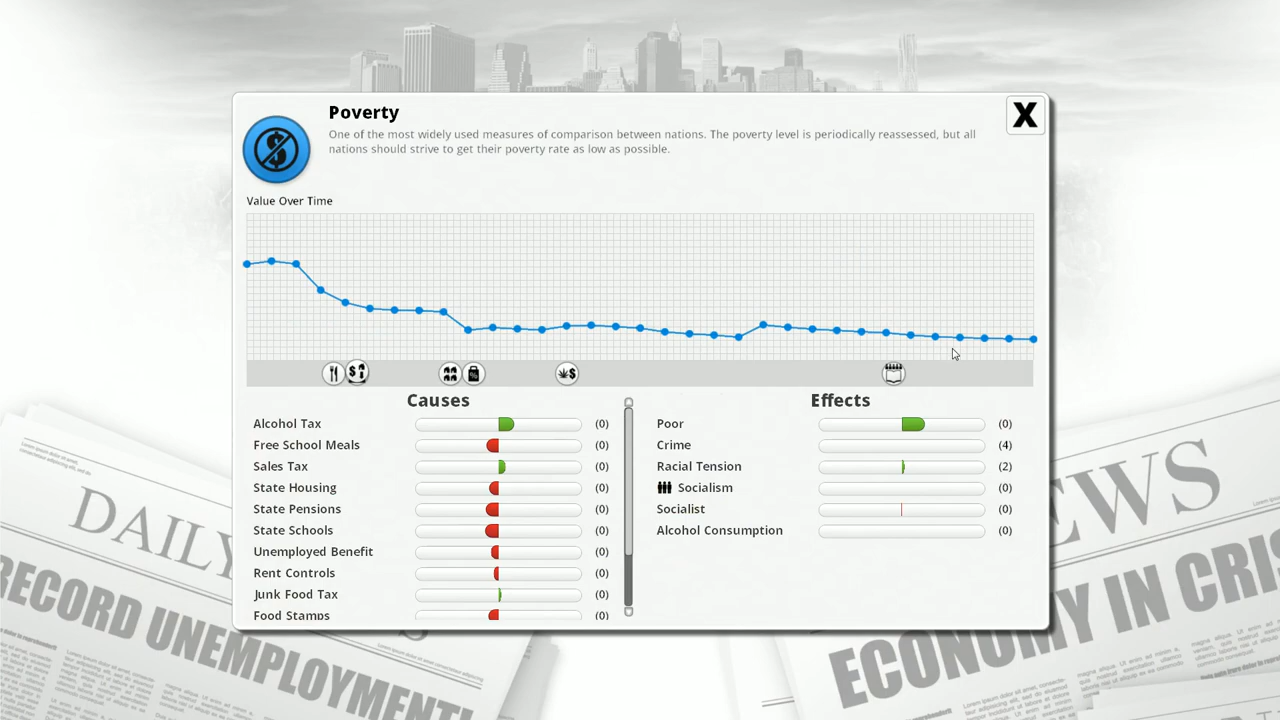 Poverty
X
One of the most widely used measures of comparison between nations. The poverty level is periodically reassessed, but all
nations should strive to get their poverty rate as low as possible.
Value Over Time
Causes
Alcohol Tax (0)
Free School Meals (0)
Sales Tax (0)
State Housing (0)
State Pensions (0)
State Schools (0)
Unemployed Benefit (0)
Rent Controls (0)
Junk Food Tax (0)
Food Stamps (0)
Effects
Poor (0)
Crime (4)
Racial Tension (2)
Socialism (0)
Socialist (0)
Alcohol Consumption (0)
DAILY
RECORD UNEMPLOYMENT
EWS
ECONOMY IN CRIS